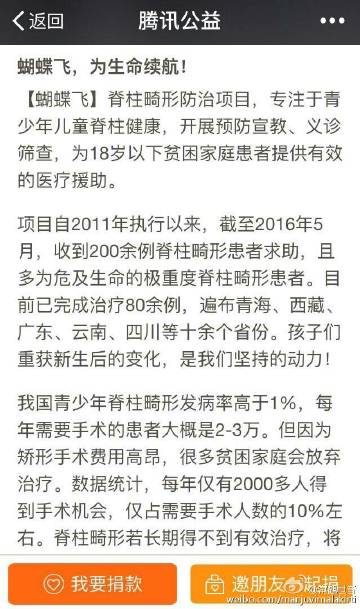 返回
腾讯公益
蝴蝶飞，为生命续航！
【蝴蝶飞】脊柱畸形防治项目，专注于青
少年儿童脊柱健康，开展预防宣教、义诊
筛查，为18岁以下贫困家庭患者提供有效
的医疗援助。
项目自2011年执行以来，截至2016年5
月，收到200余例脊柱畸形患者求助，且
多为危及生命的极重度脊柱畸形患者。目
前已完成治疗80余例，遍布青海、西藏、
广东、云南、四川等十余个省份。孩子们
重获新生后的变化，是我们坚持的动力！
我国青少年脊柱畸形发病率高于1%，每
年需要手术的患者大概是2-3万。但因为
矫形手术费用高昂，很多贫困家庭会放弃
治疗。数据统计，每年仅有2000多人得
到手术机会，仅占需要手术人数的10%左
右。脊柱畸形若长期得不到有效治疗，将
我要捐款
邀朋友一起捐
weibo.com/marjuvimalakirti